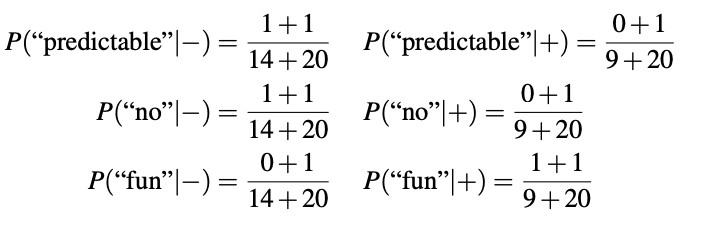 P(“predictable”|−) = 1+1 / 14+20 P(“predictable”|+) = 0+1 / 9+20
P(“no”|−) = 1+1 / 14+20 P(“no”|+) = 0+1 / 9+20
P(“fun”|−) = 0+1 / 14+20 P(“fun”|+) = 1+1 / 9+20